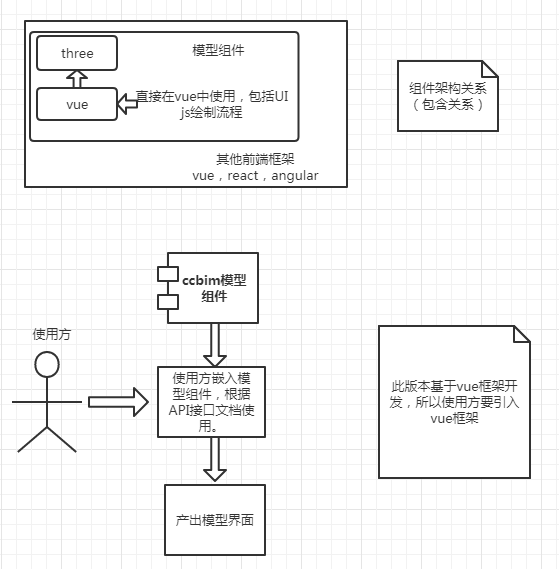 three
模型组件
vue
直接在vue中使用，包括UI
js绘制流程
其他前端框架
vue，react，angular
组件架构关系
（包含关系）
ccbim模型
组件
使用方
使用方嵌入模
型组件，根据
API接口文档使
用。
产出模型界面
此版本基于vue框架开
发，所以使用方要引入
vue框架